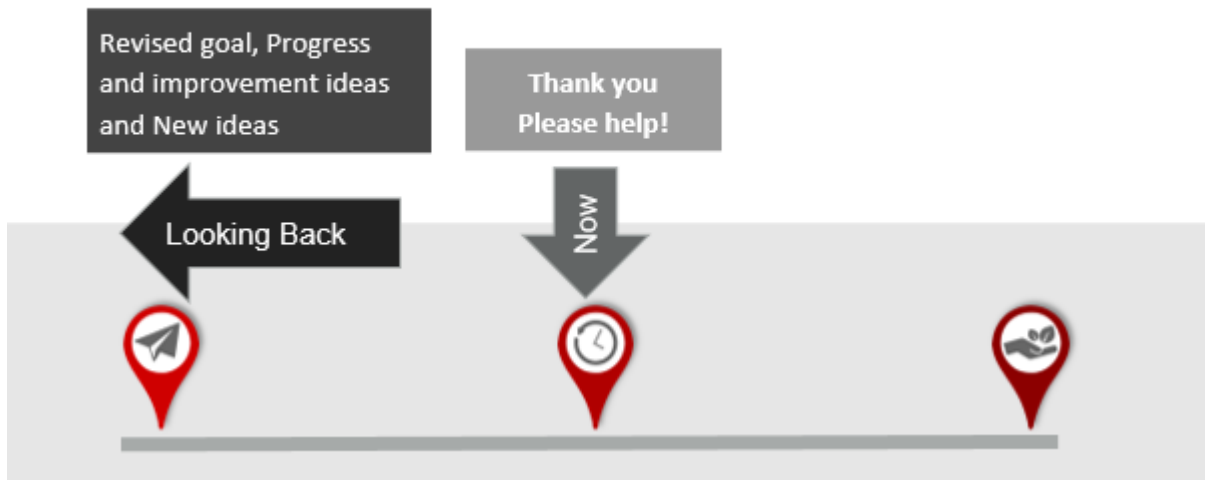 Revised goal, Progress
and improvement ideas
and New ideas
Thank you
Please help!
Looking Back
Now